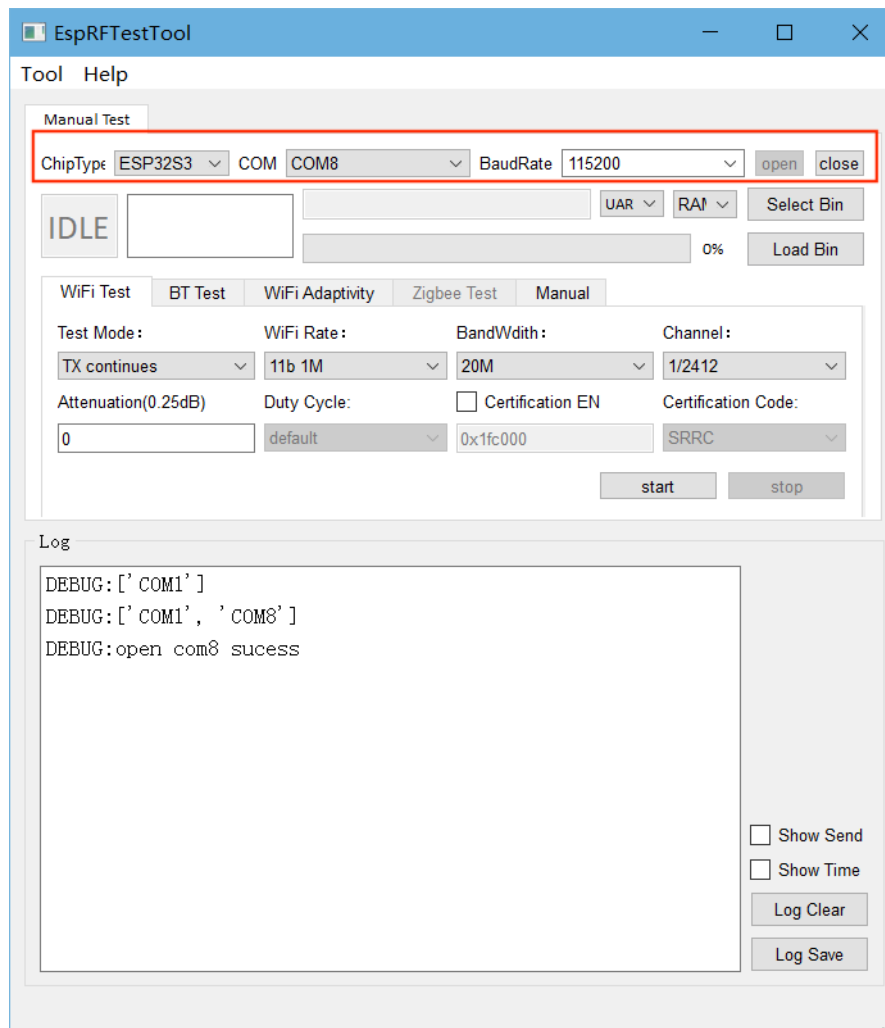 EspRFTestTool
Tool Help
Manual Test
ChipType ESP32S3 COM COM8 BaudRate 115200 open close
IDLE UAR RAM Select Bin
0% Load Bin
WiFi Test BT Test WiFi Adaptivity Zigbee Test Manual
Test Mode: WiFi Rate: BandWdith: Channel:
TX continues 11b 1M 20M 1/2412
Attenuation(0.25dB) Duty Cycle: Certification EN Certification Code:
0 default 0x1fc000 SRRC
start stop
Log
DEBUG:['COM1']
DEBUG:['COM1', 'COM8']
DEBUG:open com8 sucess
Show Send
Show Time
Log Clear
Log Save